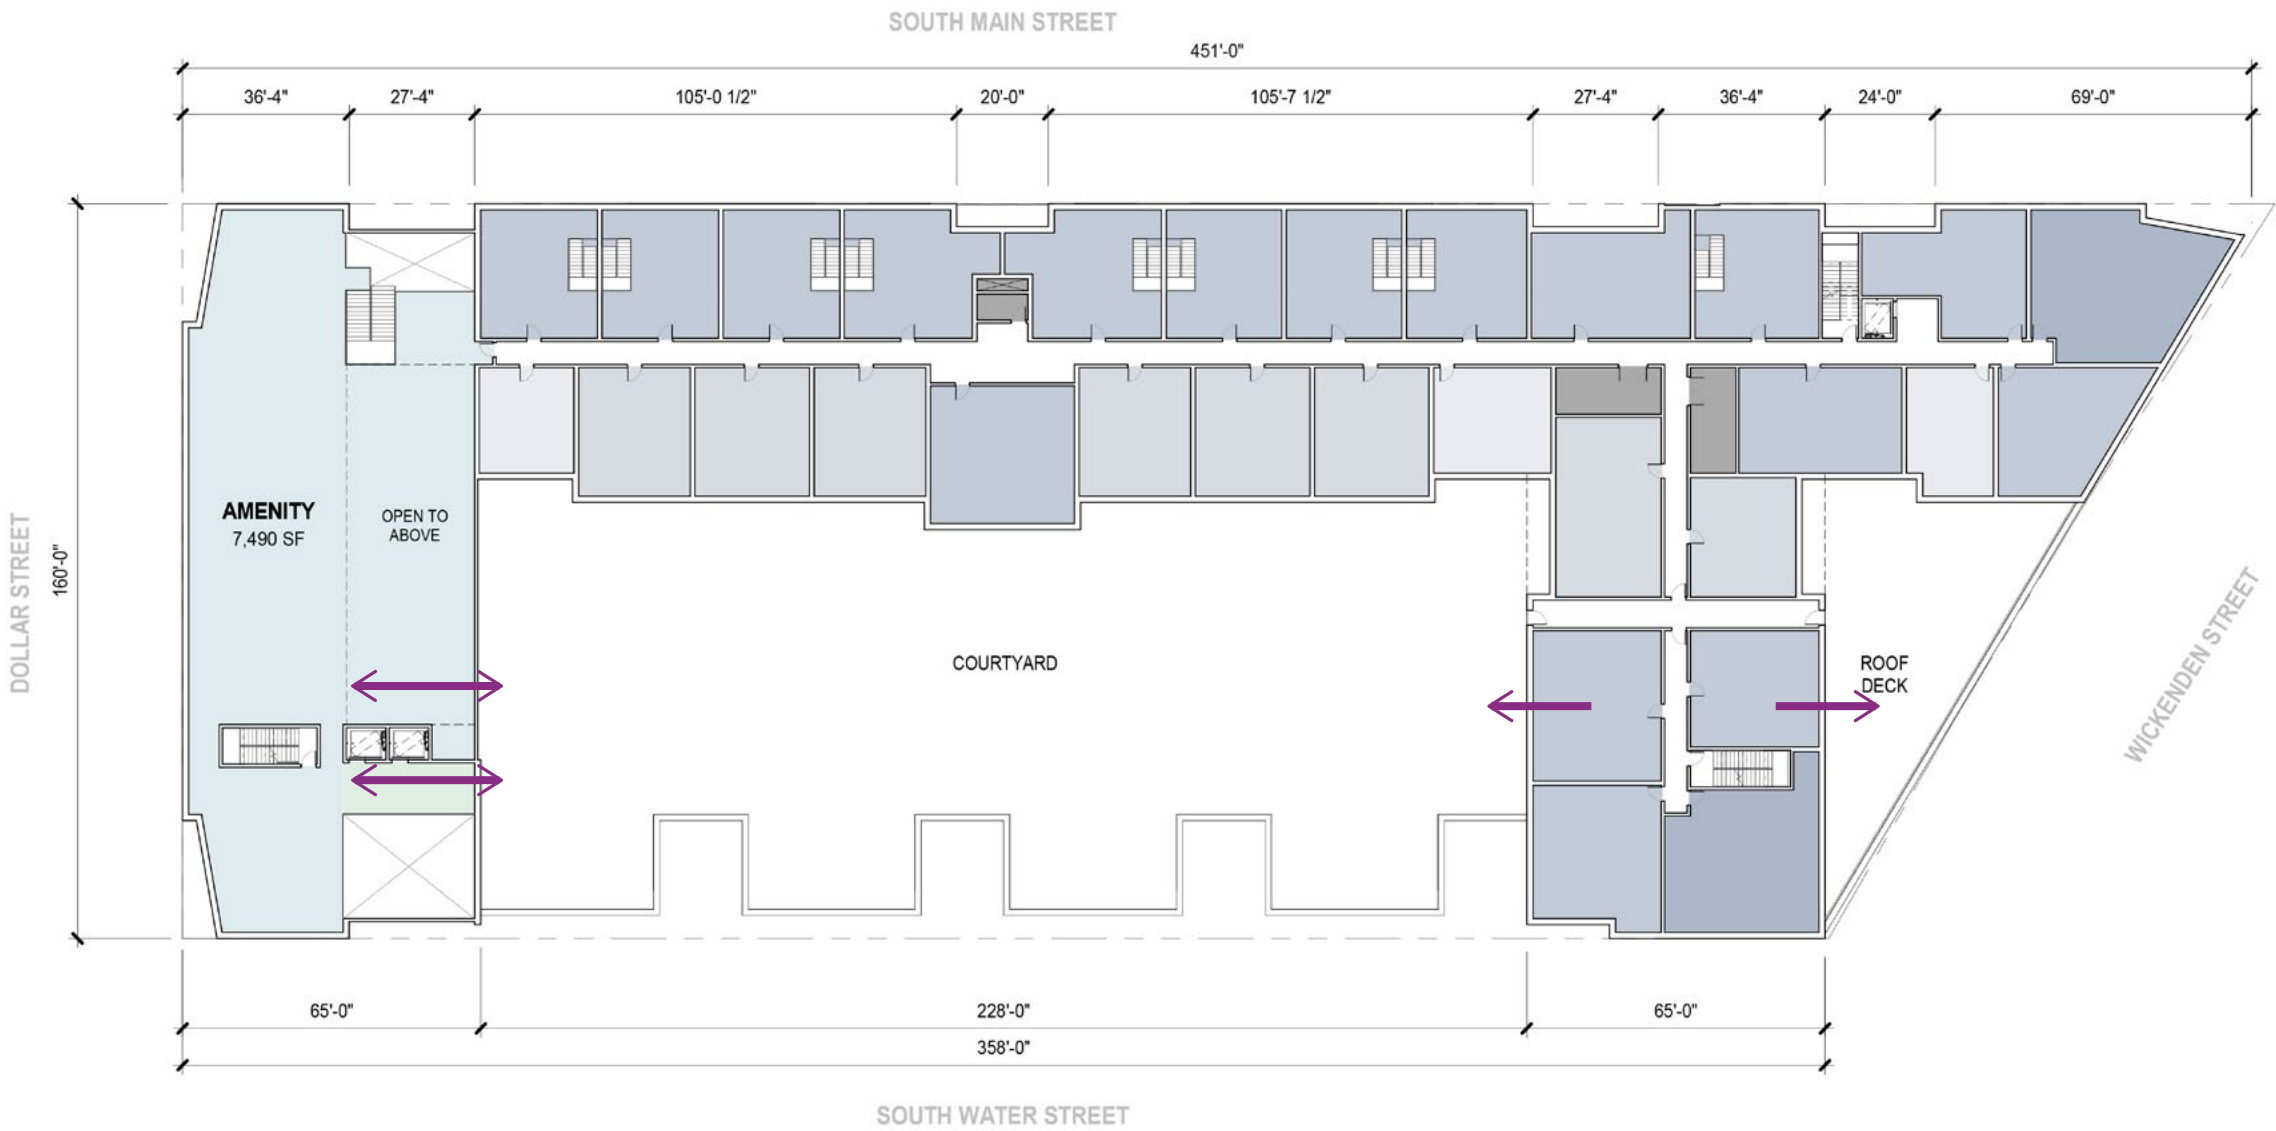 SOUTH MAIN STREET
451'-0"
36'-4"
27'-4"
105'-0 1/2"
20'-0"
105'-7 1/2"
27'-4"
36'-4"
24'-0"
69'-0"
DOLLAR STREET
160'-0"
AMENITY
7,490 SF
OPEN TO
ABOVE
COURTYARD
ROOF
DECK
WICKENDEN STREET
65'-0"
228'-0"
65'-0"
358'-0"
SOUTH WATER STREET